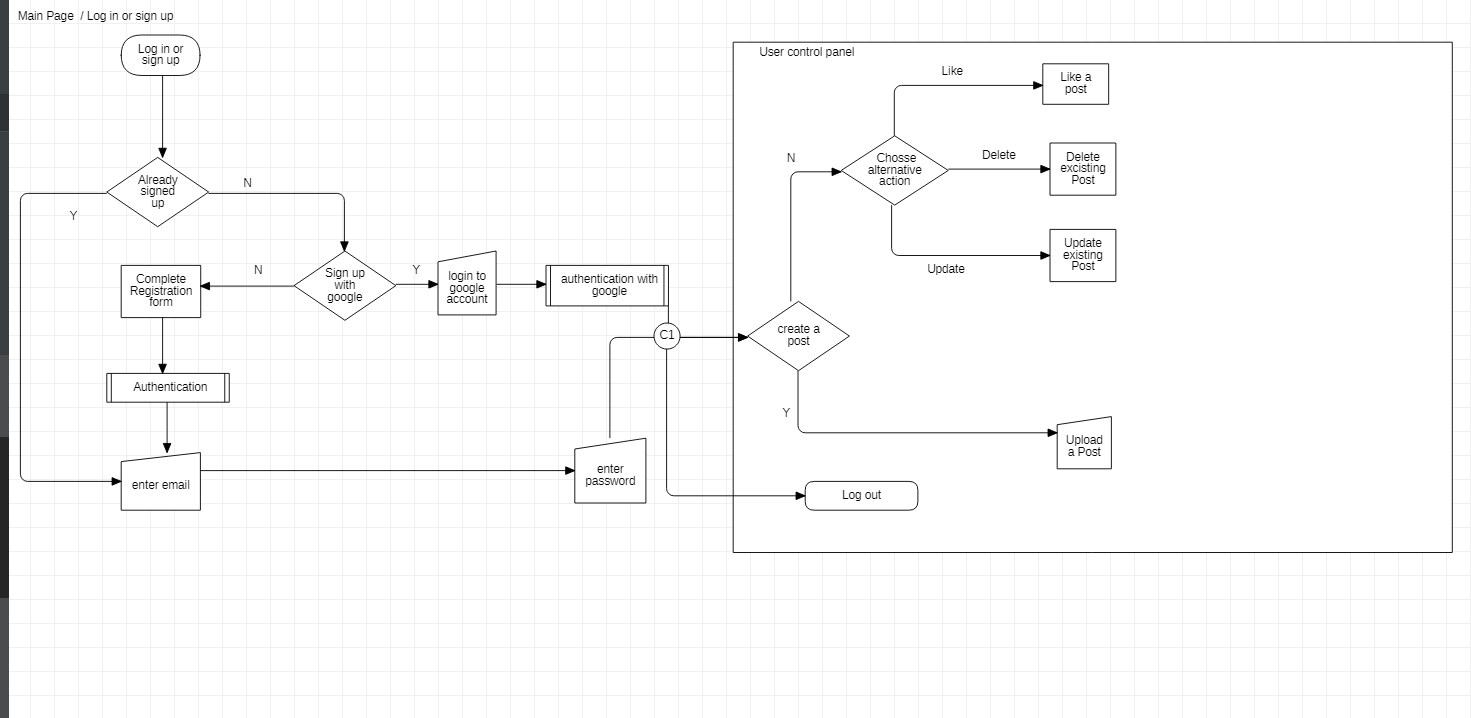 Main Page / Log in or sign up
Log in or
sign up
User control panel
Like
Like a
post
Already
signed
up
N
Y
N
Chosse
alternative
action
Delete
Delete
excisting
Post
Update
Update
existing
Post
Complete
Registration
form
N
Sign up
with
google
Y
login to
google
account
authentication with
google
C1
create a
post
Authentication
Y
Upload
a Post
enter email
enter
password
Log out